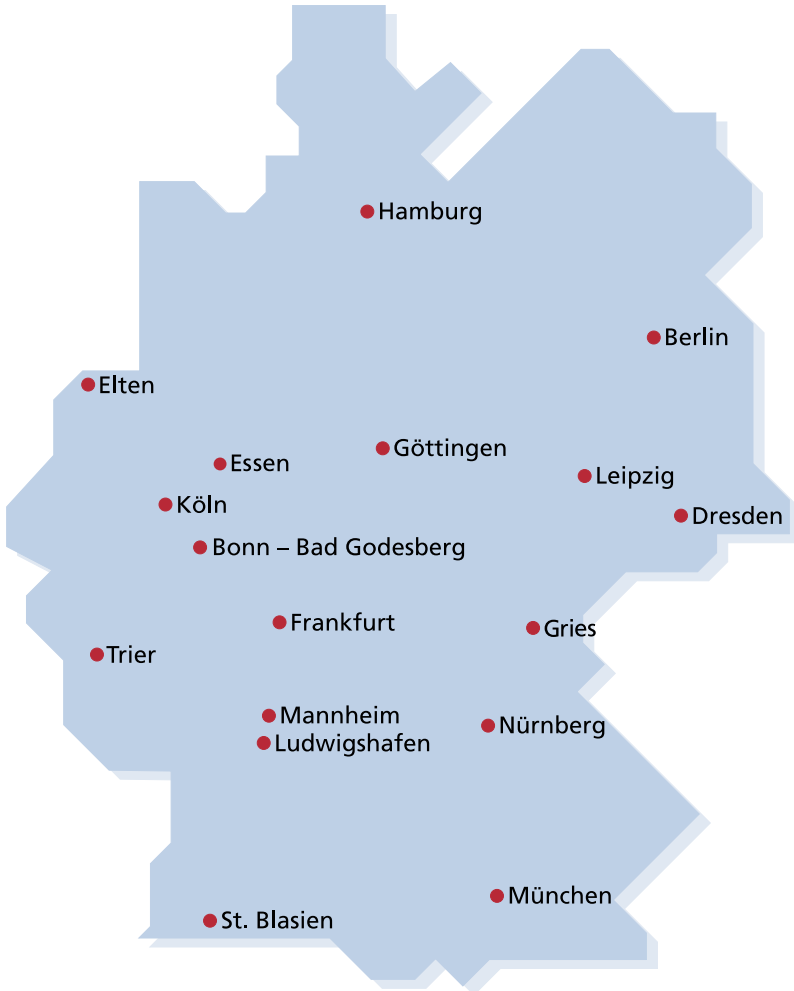 Hamburg
Berlin
Elten
Göttingen
Essen
Leipzig
Köln
Dresden
Bonn – Bad Godesberg
Frankfurt
Gries
Trier
Mannheim
Nürnberg
Ludwigshafen
München
St. Blasien